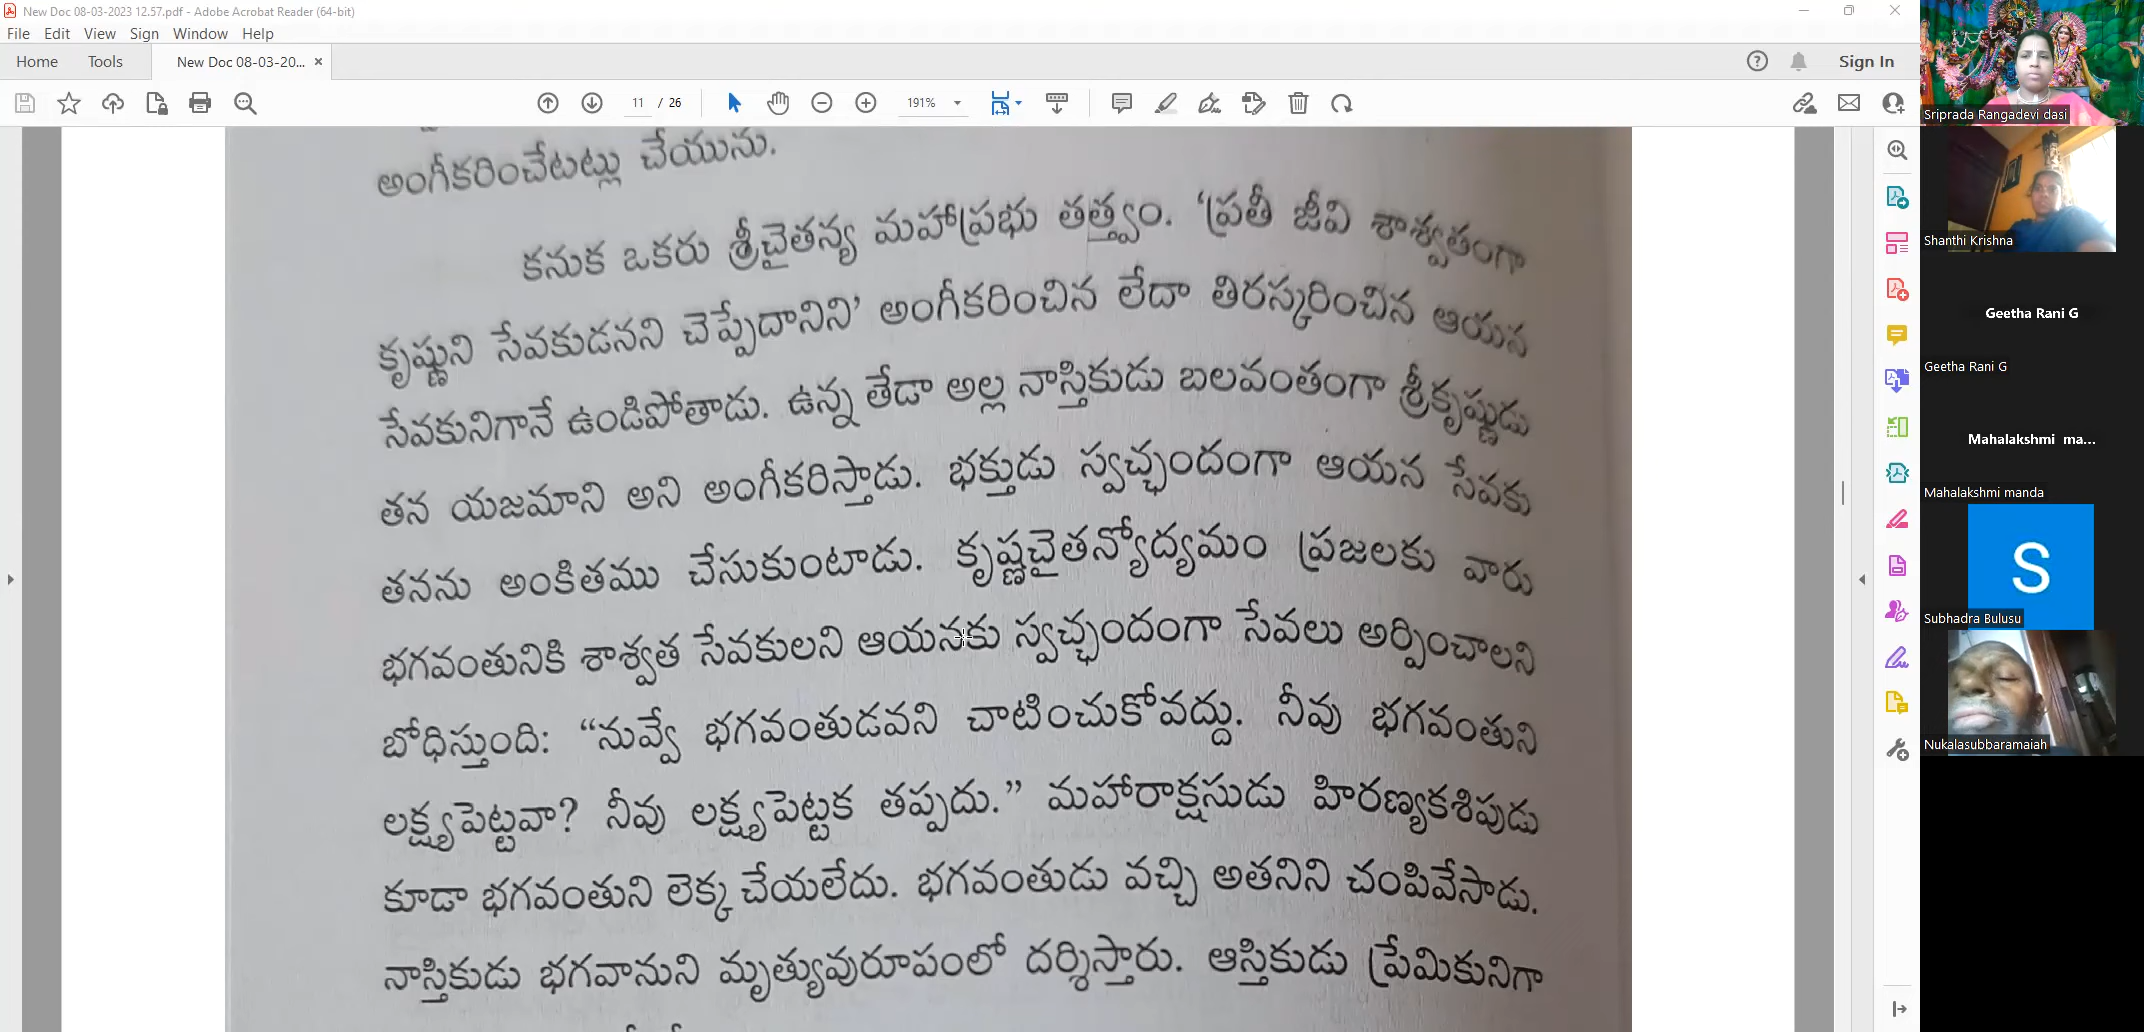 New Doc 08-03-2023 12.57.pdf - Adobe Acrobat Reader (64-bit)
File Edit View Sign Window Help
Home Tools New Doc 08-03-20... ×
Sign In
11 / 26
191%
అంగీకరించేటట్లు చేయును.
కనుక ఒకరు శ్రీచైతన్య మహాప్రభు తత్త్వం. ‘ప్రతీ జీవి శాశ్వతంగా
కృష్ణుని సేవకుడనని చెప్పేదానిని’ అంగీకరించిన లేదా తిరస్కరించిన ఆయన
సేవకునిగానే ఉండిపోతాడు. ఉన్న తేడా అల్ల నాస్తికుడు బలవంతంగా శ్రీకృష్ణుడు
తన యజమాని అని అంగీకరిస్తాడు. భక్తుడు స్వచ్ఛందంగా ఆయన సేవకు
తనను అంకితము చేసుకుంటాడు. కృష్ణచైతన్యోద్యమం ప్రజలకు వారు
భగవంతునికి శాశ్వత సేవకులని ఆయనకు స్వచ్ఛందంగా సేవలు అర్పించాలని
బోధిస్తుంది: “నువ్వే భగవంతుడవని చాటించుకోవద్దు. నీవు భగవంతుని
లక్ష్యపెట్టవా? నీవు లక్ష్యపెట్టక తప్పదు.” మహారాక్షసుడు హిరణ్యకశిపుడు
కూడా భగవంతుని లెక్క చేయలేదు. భగవంతుడు వచ్చి అతనిని చంపివేసాడు.
నాస్తికుడు భగవానుని మృత్యువురూపంలో దర్శిస్తారు. ఆస్తికుడు ప్రేమికునిగా
Sriprada Rangadevi dasi
Shanthi Krishna
Geetha Rani G
Geetha Rani G
Mahalakshmi ma...
Mahalakshmi manda
S
Subhadra Bulusu
Nukalasubbaramaiah